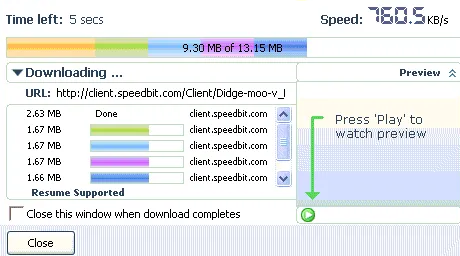 Time left: 5 secs
Speed: 760.5 KB/s
9.30 MB of 13.15 MB
Downloading ...
Preview
URL: http://client.speedbit.com/Client/Didge-moo-v_I
2.63 MB Done client.speedbit.com
1.67 MB client.speedbit.com
1.67 MB client.speedbit.com
1.67 MB client.speedbit.com
1.66 MB client.speedbit.com
Resume Supported
Press 'Play' to
watch preview
Close this window when download completes
Close